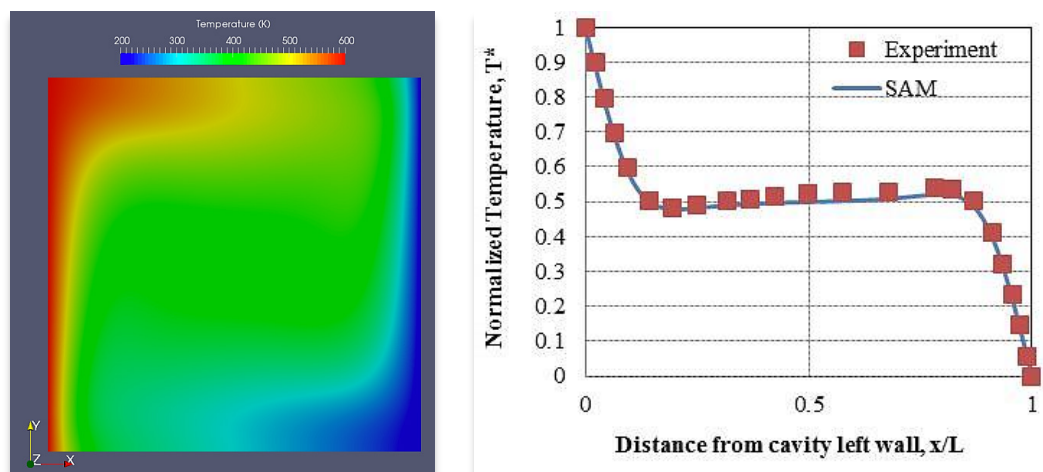 Temperature (K)
200 300 400 500 600
Y
Z X
Normalized Temperature, T*
1
0.9
0.8
0.7
0.6
0.5
0.4
0.3
0.2
0.1
0
Experiment
SAM
0 0.5 1
Distance from cavity left wall, x/L